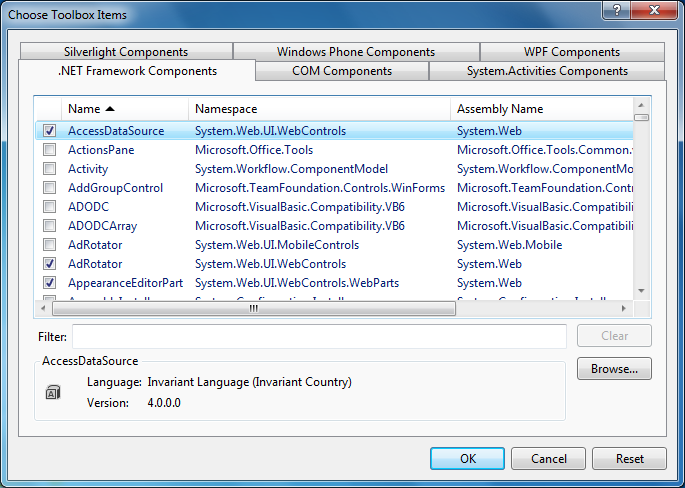 Choose Toolbox Items
Silverlight Components Windows Phone Components WPF Components
.NET Framework Components COM Components System.Activities Components
Name Namespace Assembly Name
AccessDataSource System.Web.UI.WebControls System.Web
ActionsPane Microsoft.Office.Tools Microsoft.Office.Tools.Common.
Activity System.Workflow.ComponentModel System.Workflow.ComponentMo
AddGroupControl Microsoft.TeamFoundation.Controls.WinForms Microsoft.TeamFoundation.Contr
ADODC Microsoft.VisualBasic.Compatibility.VB6 Microsoft.VisualBasic.Compatibili
ADODCArray Microsoft.VisualBasic.Compatibility.VB6 Microsoft.VisualBasic.Compatibili
AdRotator System.Web.UI.MobileControls System.Web.Mobile
AdRotator System.Web.UI.WebControls System.Web
AppearanceEditorPart System.Web.UI.WebControls.WebParts System.Web
Filter: Clear
AccessDataSource Browse...
Language: Invariant Language (Invariant Country)
Version: 4.0.0.0
OK Cancel Reset